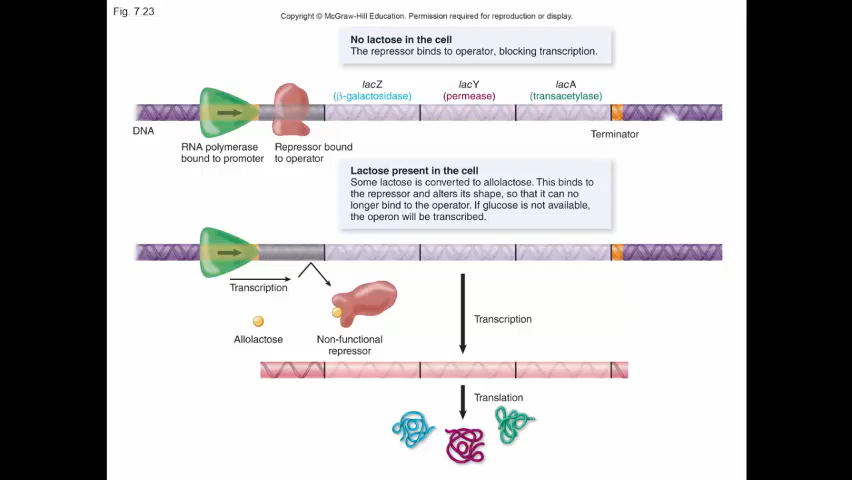 Fig. 7.23
Copyright © McGraw-Hill Education. Permission required for reproduction or display.
No lactose in the cell
The repressor binds to operator, blocking transcription.
lacZ
(β-galactosidase)
lacY
(permease)
lacA
(transacetylase)
DNA
RNA polymerase
bound to promoter
Repressor bound
to operator
Terminator
Lactose present in the cell
Some lactose is converted to allolactose. This binds to
the repressor and alters its shape, so that it can no
longer bind to the operator. If glucose is not available,
the operon will be transcribed.
Transcription
Allolactose
Non-functional
repressor
Transcription
Translation